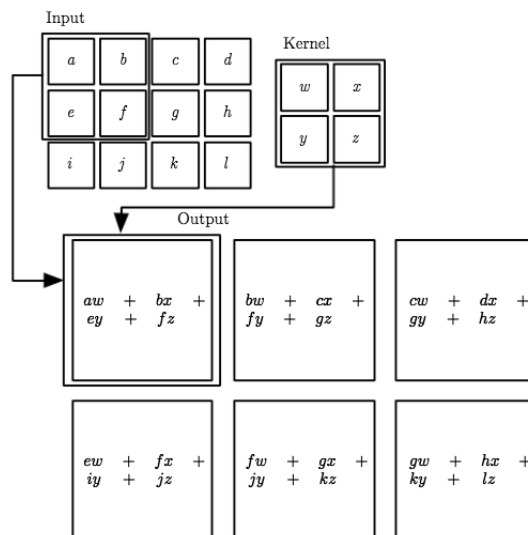 Input
a b c d
e f g h
i j k l
Kernel
w x
y z
Output
aw + bx +
ey + fz
bw + cx +
fy + gz
cw + dx +
gy + hz
ew + fx +
iy + jz
fw + gx +
jy + kz
gw + hx +
ky + lz